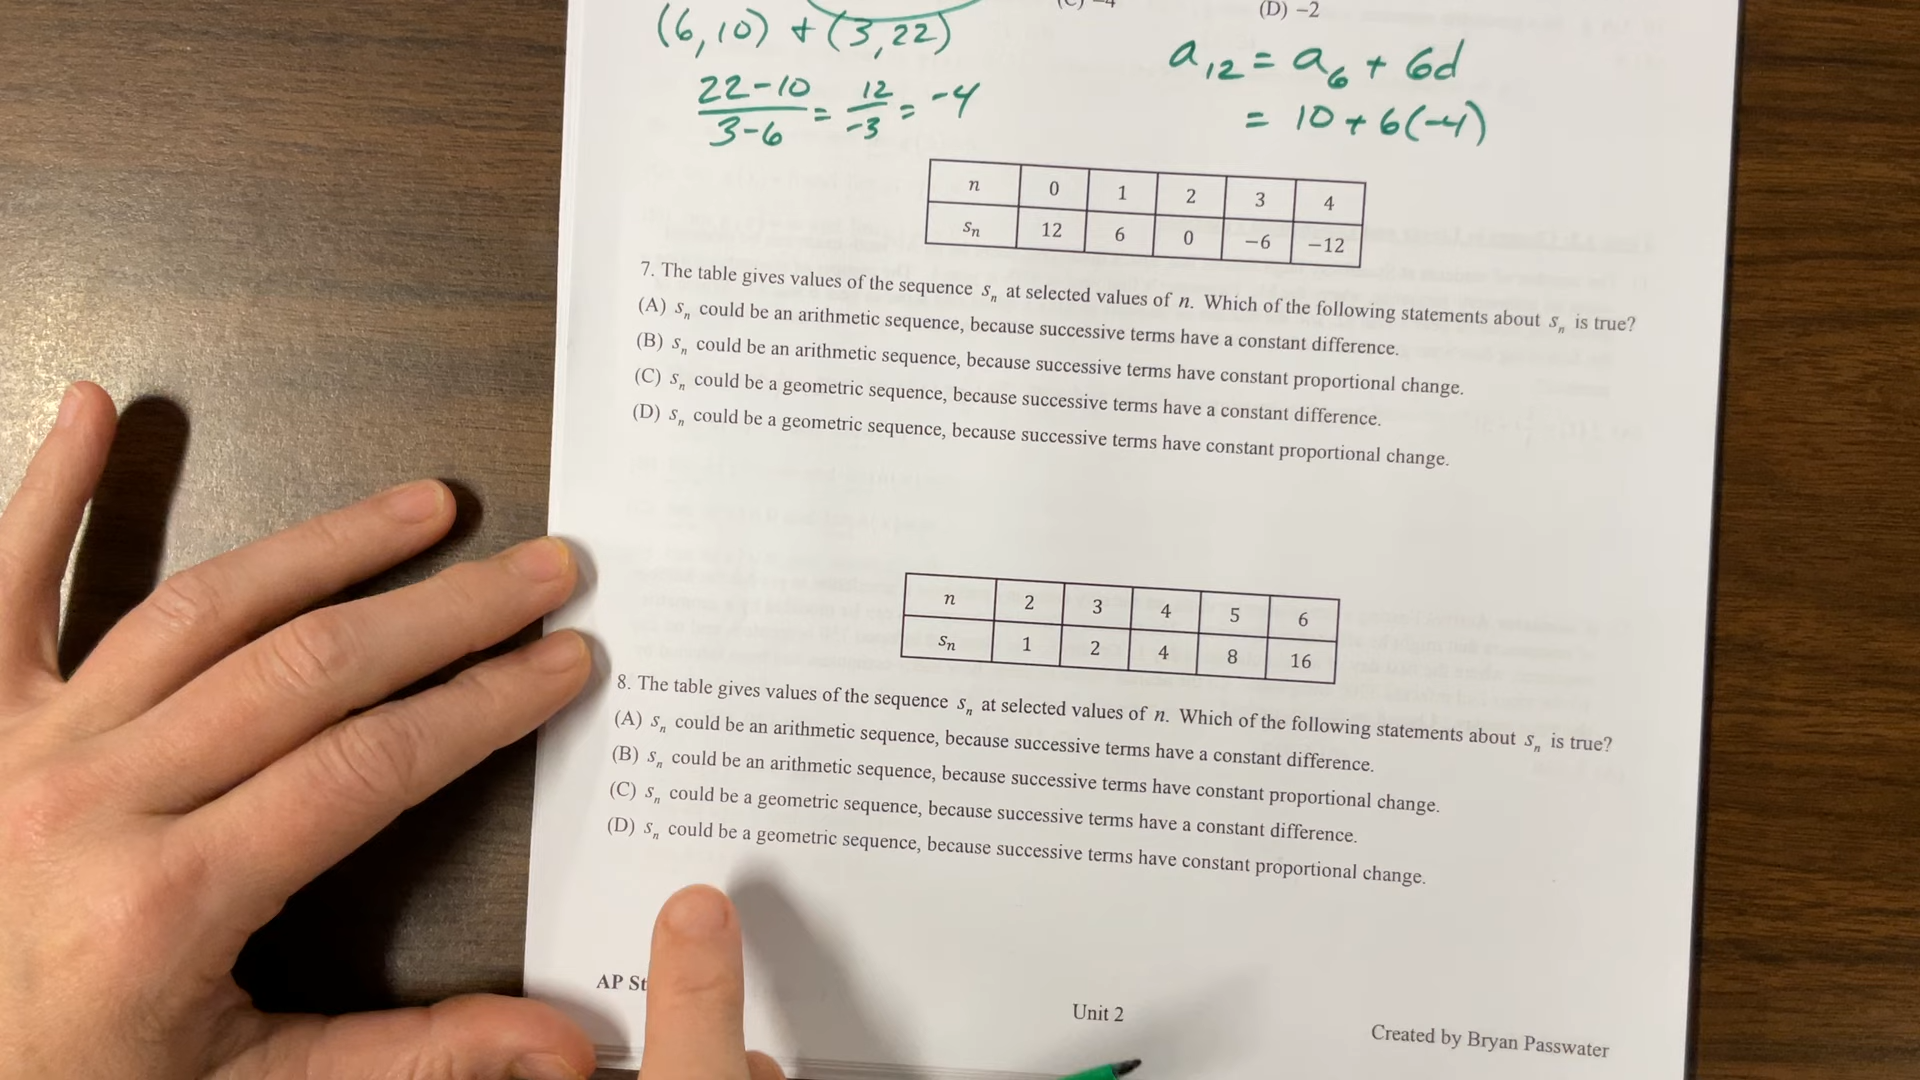 (C) −4
(D) −2
(6,10) + (3,22)
22-10 / 3-6 = 12 / -3 = -4
a12 = a6 + 6d
= 10 + 6(-4)
n 0 1 2 3 4
sn 12 6 0 −6 −12
7. The table gives values of the sequence sn at selected values of n. Which of the following statements about sn is true?
(A) sn could be an arithmetic sequence, because successive terms have a constant difference.
(B) sn could be an arithmetic sequence, because successive terms have constant proportional change.
(C) sn could be a geometric sequence, because successive terms have a constant difference.
(D) sn could be a geometric sequence, because successive terms have constant proportional change.
n 2 3 4 5 6
sn 1 2 4 8 16
8. The table gives values of the sequence sn at selected values of n. Which of the following statements about sn is true?
(A) sn could be an arithmetic sequence, because successive terms have a constant difference.
(B) sn could be an arithmetic sequence, because successive terms have constant proportional change.
(C) sn could be a geometric sequence, because successive terms have a constant difference.
(D) sn could be a geometric sequence, because successive terms have constant proportional change.
AP
Unit 2
Created by Bryan Passwater